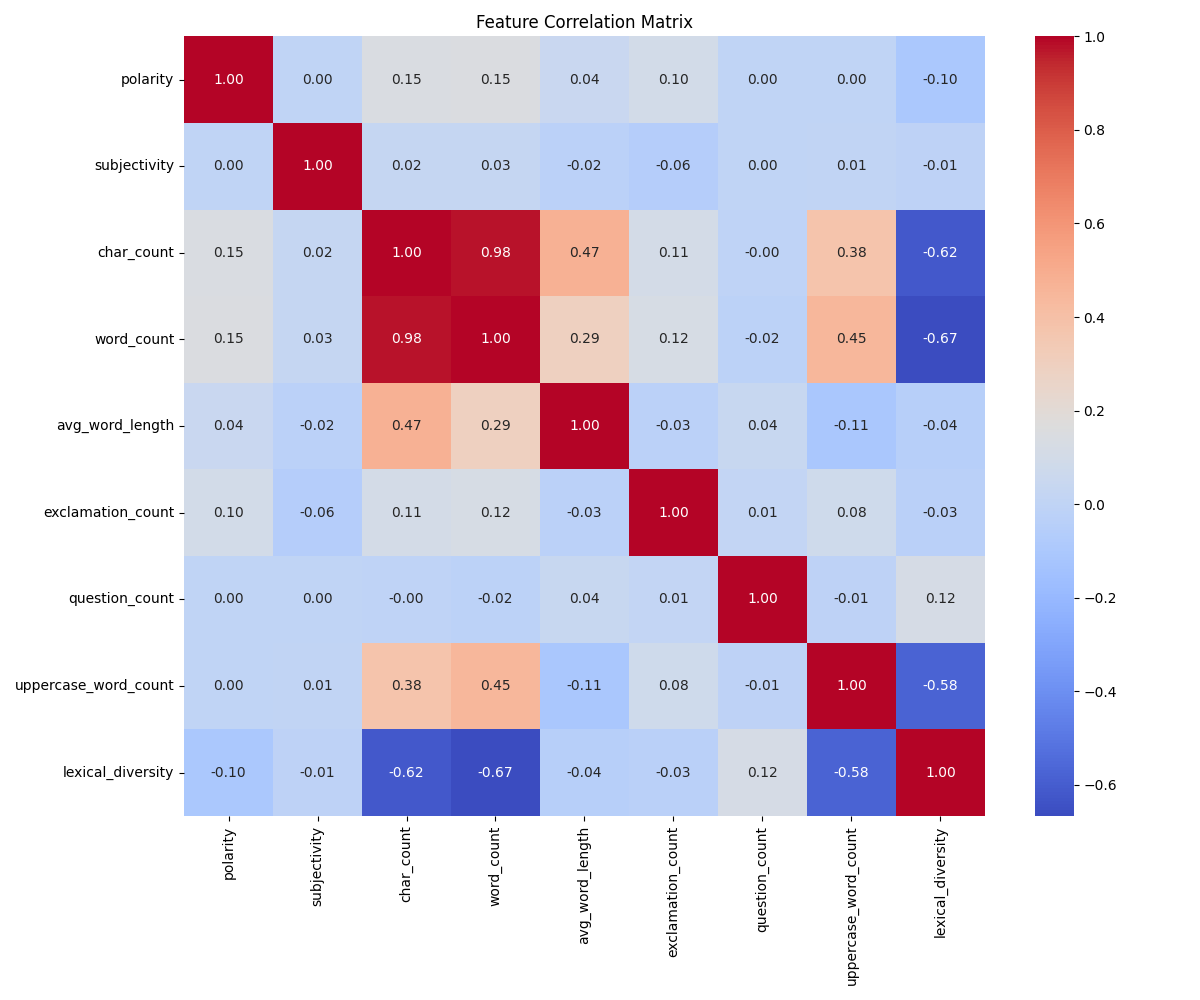 Feature Correlation Matrix
polarity 1.00 0.00 0.15 0.15 0.04 0.10 0.00 0.00 -0.10
subjectivity 0.00 1.00 0.02 0.03 -0.02 -0.06 0.00 0.01 -0.01
char_count 0.15 0.02 1.00 0.98 0.47 0.11 -0.00 0.38 -0.62
word_count 0.15 0.03 0.98 1.00 0.29 0.12 -0.02 0.45 -0.67
avg_word_length 0.04 -0.02 0.47 0.29 1.00 -0.03 0.04 -0.11 -0.04
exclamation_count 0.10 -0.06 0.11 0.12 -0.03 1.00 0.01 0.08 -0.03
question_count 0.00 0.00 -0.00 -0.02 0.04 0.01 1.00 -0.01 0.12
uppercase_word_count 0.00 0.01 0.38 0.45 -0.11 0.08 -0.01 1.00 -0.58
lexical_diversity -0.10 -0.01 -0.62 -0.67 -0.04 -0.03 0.12 -0.58 1.00
polarity
subjectivity
char_count
word_count
avg_word_length
exclamation_count
question_count
uppercase_word_count
lexical_diversity
1.0
0.8
0.6
0.4
0.2
0.0
−0.2
−0.4
−0.6